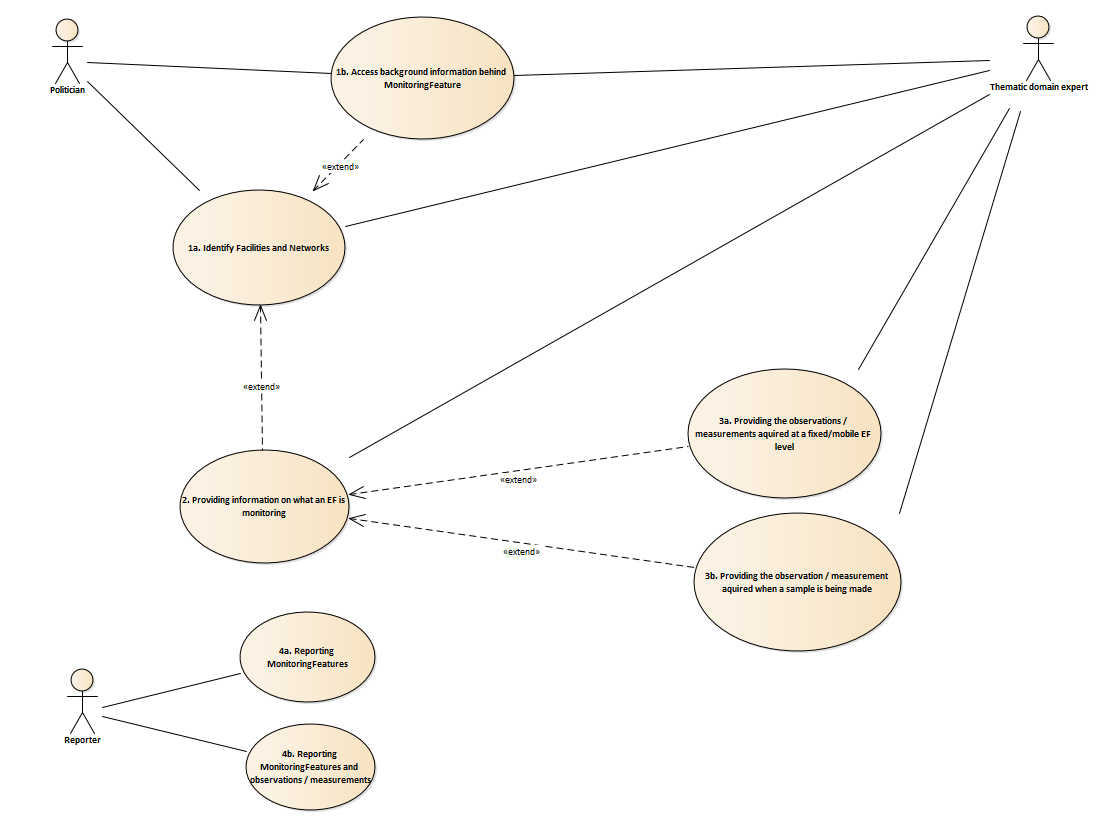 1b. Access background information behind
MonitoringFeature
Politician
Thematic domain expert
«extend»
1a. Identify Facilities and Networks
«extend»
3a. Providing the observations /
measurements aquired at a fixed/mobile EF
level
«extend»
2. Providing information on what an EF is
monitoring
«extend»
3b. Providing the observation / measurement
aquired when a sample is being made
4a. Reporting
MonitoringFeatures
Reporter
4b. Reporting
MonitoringFeatures and
observations / measurements